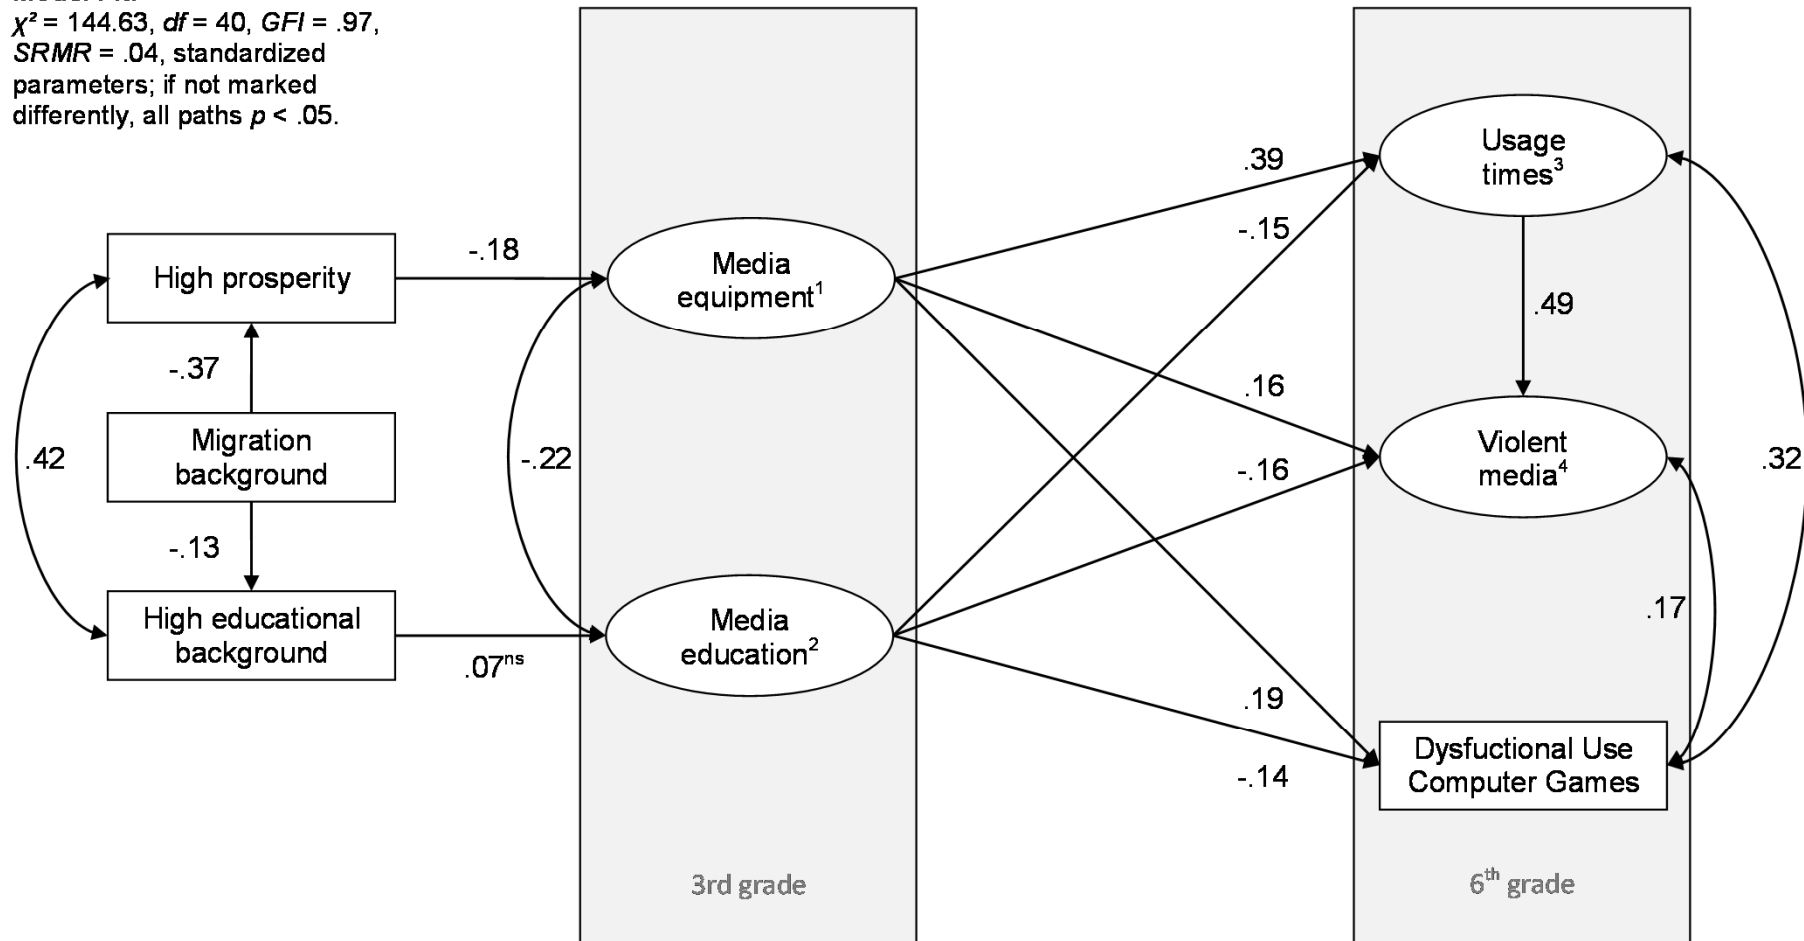 χ² = 144.63, df = 40, GFI = .97,
SRMR = .04, standardized
parameters; if not marked
differently, all paths p < .05.
High prosperity
Migration
background
High educational
background
-.37
-.13
.42
-.18
.07ns
Media
equipment1
-.22
Media
education2
3rd grade
.39
-.15
.16
-.16
.19
-.14
Usage
times3
.49
Violent
media4
.17
.32
Dysfuctional Use
Computer Games
6th grade